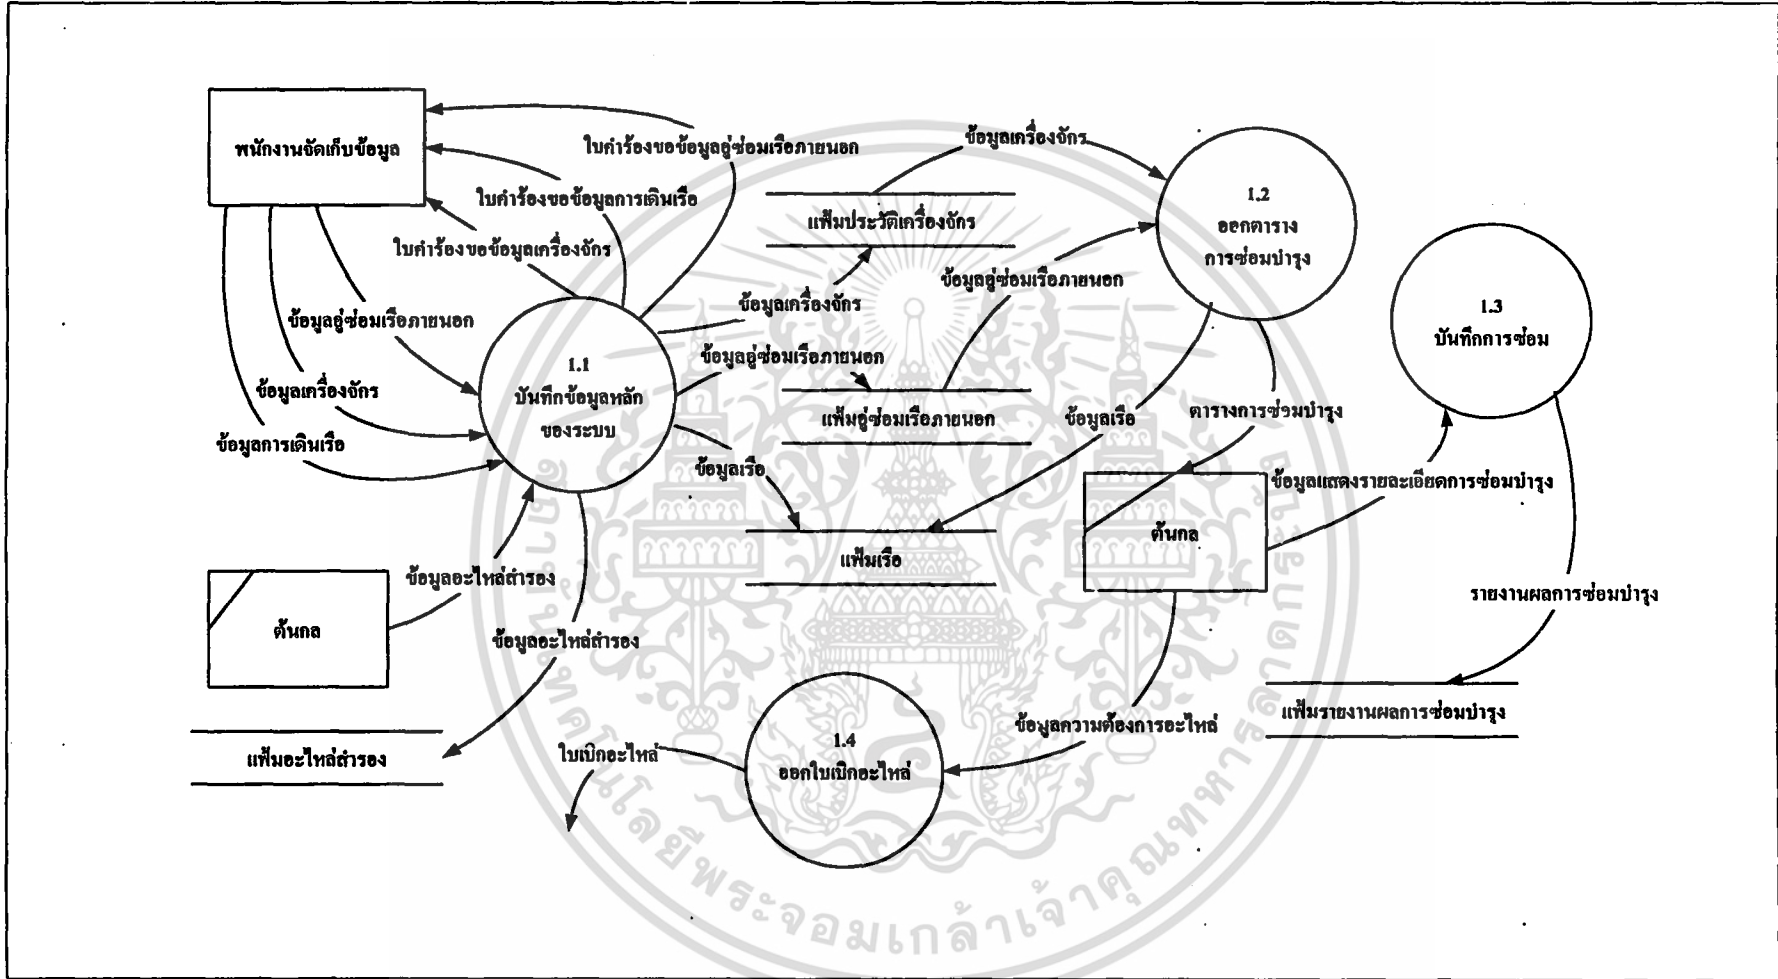 พนักงานจัดเก็บข้อมูล
ใบคำร้องขอข้อมูลอู่ซ่อมเรือภายนอก
ใบคำร้องขอข้อมูลการเดินเรือ
ใบคำร้องขอข้อมูลเครื่องจักร
ข้อมูลเครื่องจักร
แฟ้มประวัติเครื่องจักร
1.2
ออกตาราง
การซ่อมบำรุง
ข้อมูลอู่ซ่อมเรือภายนอก
ข้อมูลเครื่องจักร
ข้อมูลอู่ซ่อมเรือภายนอก
1.3
บันทึกการซ่อม
1.1
บันทึกข้อมูลหลัก
ของระบบ
ข้อมูลอู่ซ่อมเรือภายนอก
ข้อมูลเครื่องจักร
ข้อมูลการเดินเรือ
แฟ้มอู่ซ่อมเรือภายนอก
ข้อมูลเรือ
ตารางการซ่อมบำรุง
ข้อมูลเรือ
ข้อมูลแสดงรายละเอียดการซ่อมบำรุง
ต้นกล
แฟ้มเรือ
ข้อมูลอะไหล่สำรอง
ต้นกล
ข้อมูลอะไหล่สำรอง
รายงานผลการซ่อมบำรุง
แฟ้มรายงานผลการซ่อมบำรุง
ข้อมูลความต้องการอะไหล่
1.4
ออกใบเบิกอะไหล่
ใบเบิกอะไหล่
แฟ้มอะไหล่สำรอง